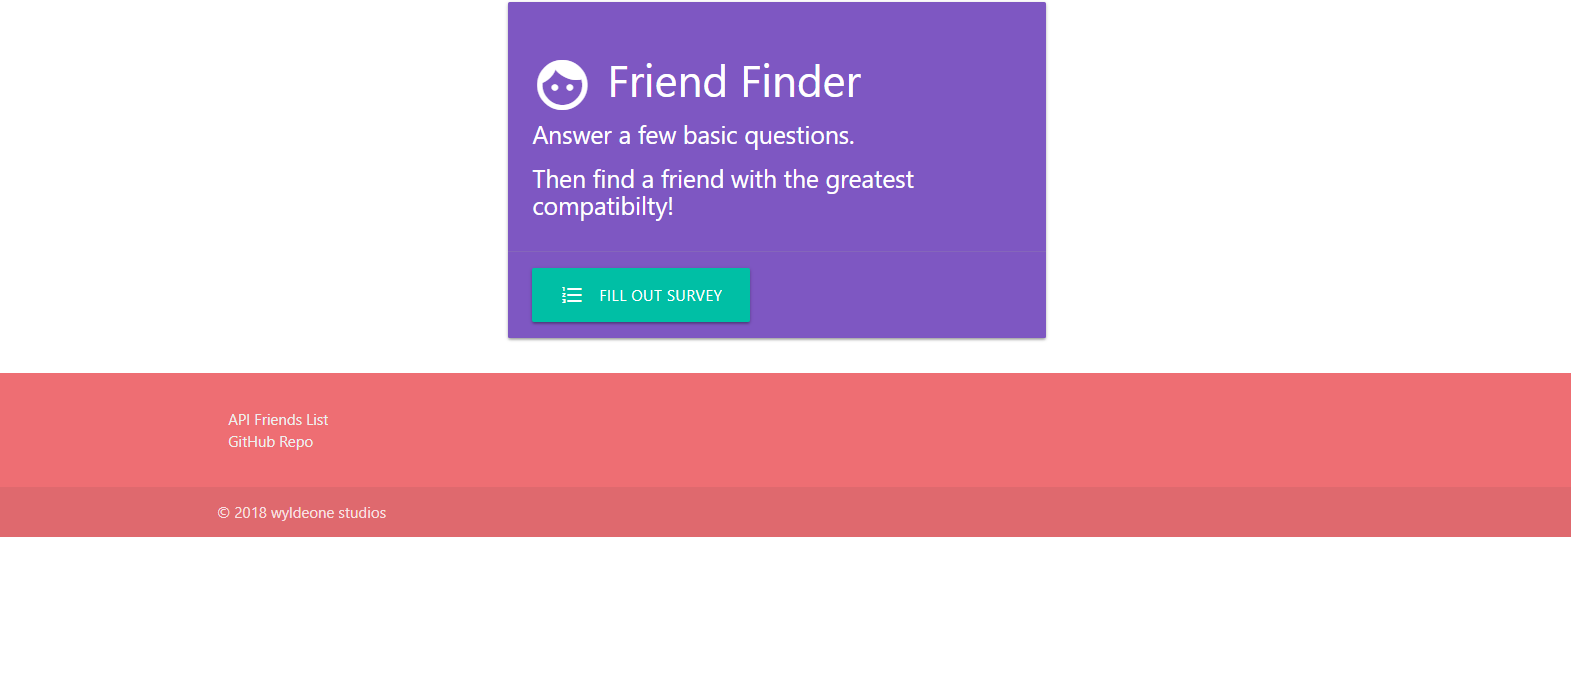 Friend Finder
Answer a few basic questions.
Then find a friend with the greatest
compatibilty!
FILL OUT SURVEY
API Friends List
GitHub Repo
© 2018 wyldeone studios